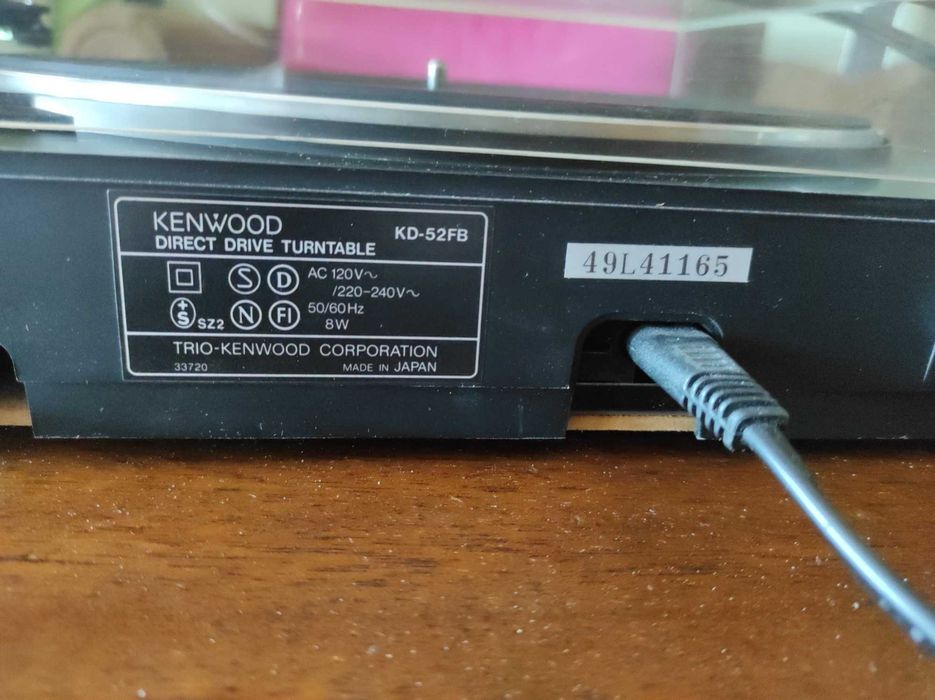 KENWOOD
DIRECT DRIVE TURNTABLE
KD-52FB
S D
AC 120V~
/220-240V~
+
S SZ2 N FI
50/60Hz
8W
TRIO-KENWOOD CORPORATION
33720
MADE IN JAPAN
49L41165